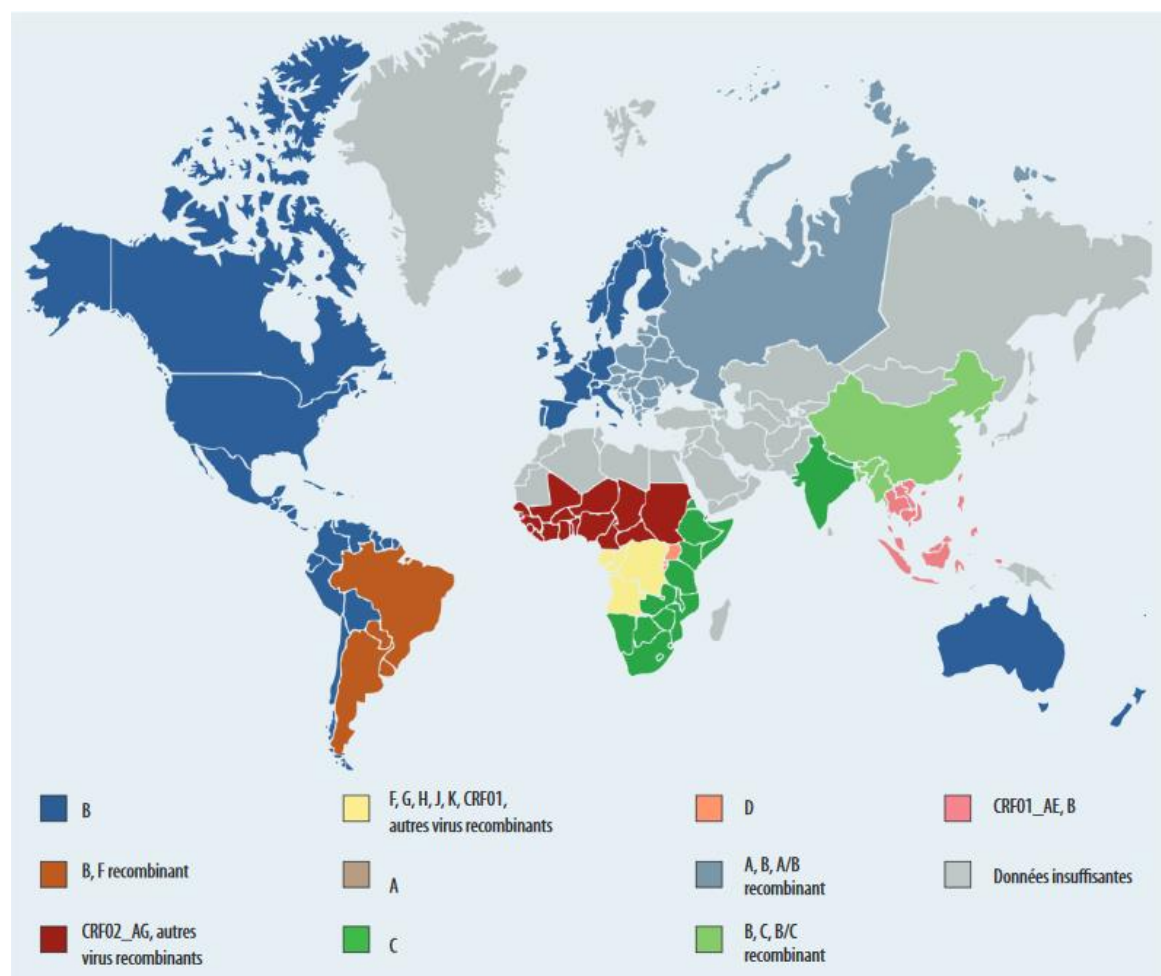 B
F, G, H, J, K, CRF01,
autres virus recombinants
D
CRF01_AE, B
B, F recombinant
A
A, B, A/B
recombinant
Données insuffisantes
CRF02_AG, autres
virus recombinants
C
B, C, B/C
recombinant